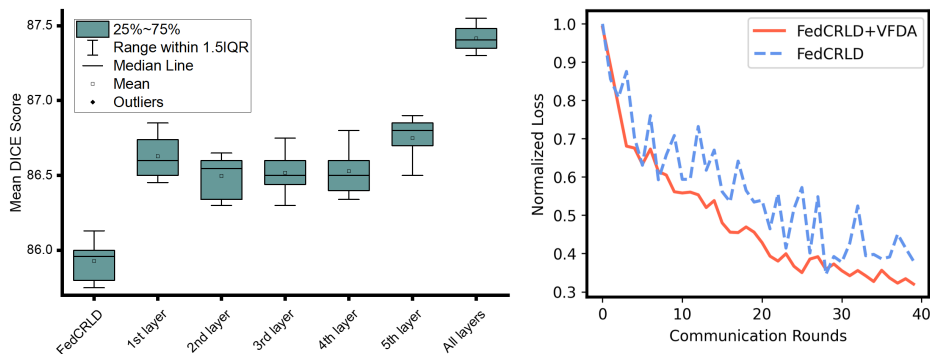 87.5
87.0
86.5
86.0
Mean DICE Score
25%~75%
Range within 1.5IQR
Median Line
Mean
Outliers
FedCRLD
1st layer
2nd layer
3rd layer
4th layer
5th layer
All layers
1.0
0.9
0.8
0.7
0.6
0.5
0.4
0.3
Normalized Loss
FedCRLD+VFDA
FedCRLD
0
10
20
30
40
Communication Rounds